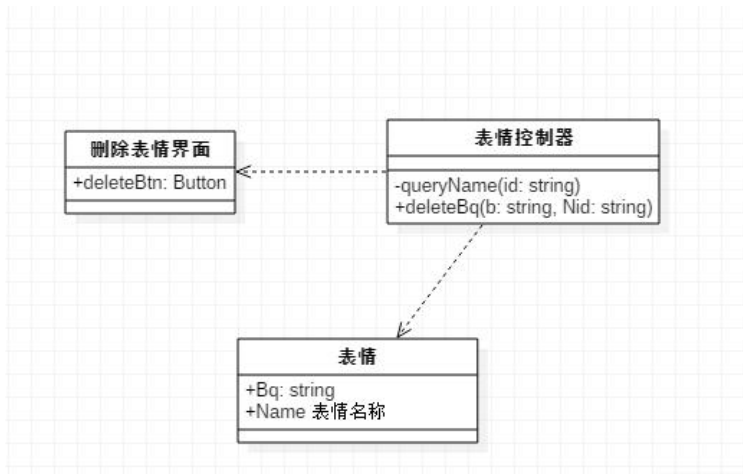 删除表情界面
+deleteBtn: Button
表情控制器
-queryName(id: string)
+deleteBq(b: string, Nid: string)
表情
+Bq: string
+Name 表情名称